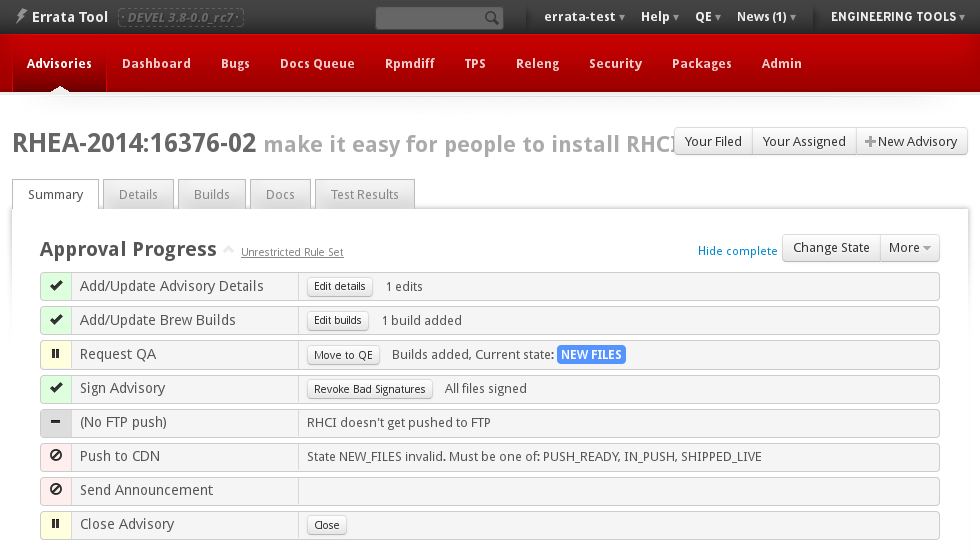 Errata Tool · DEVEL 3.8-0.0_rc7 · errata-test ▾ Help ▾ QE ▾ News (1) ▾ ENGINEERING TOOLS ▾
Advisories Dashboard Bugs Docs Queue Rpmdiff TPS Releng Security Packages Admin
RHEA-2014:16376-02 make it easy for people to install RHCI Your Filed Your Assigned New Advisory
Summary Details Builds Docs Test Results
Approval Progress Unrestricted Rule Set Hide complete Change State More
Add/Update Advisory Details Edit details 1 edits
Add/Update Brew Builds Edit builds 1 build added
Request QA Move to QE Builds added, Current state: NEW FILES
Sign Advisory Revoke Bad Signatures All files signed
(No FTP push) RHCI doesn't get pushed to FTP
Push to CDN State NEW_FILES invalid. Must be one of: PUSH_READY, IN_PUSH, SHIPPED_LIVE
Send Announcement
Close Advisory Close